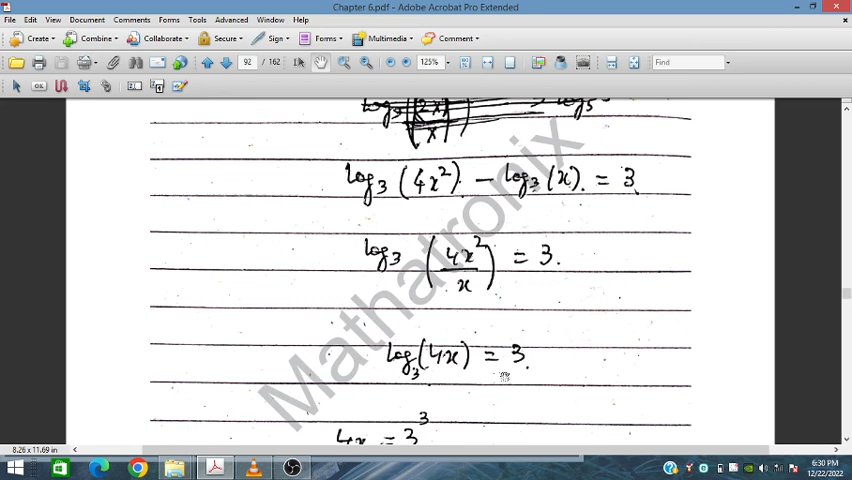 Chapter 6.pdf - Adobe Acrobat Pro Extended
File Edit View Document Comments Forms Tools Advanced Window Help
Create Combine Collaborate Secure Sign Forms Multimedia Comment
92 / 162 125% Find
log₃ (4x²) - log₃ (x) = 3
log₃ (4x²/x) = 3.
log₃(4x) = 3.
4x = 3³
Mathatronix
8.26 x 11.69 in
6:30 PM
12/22/2022